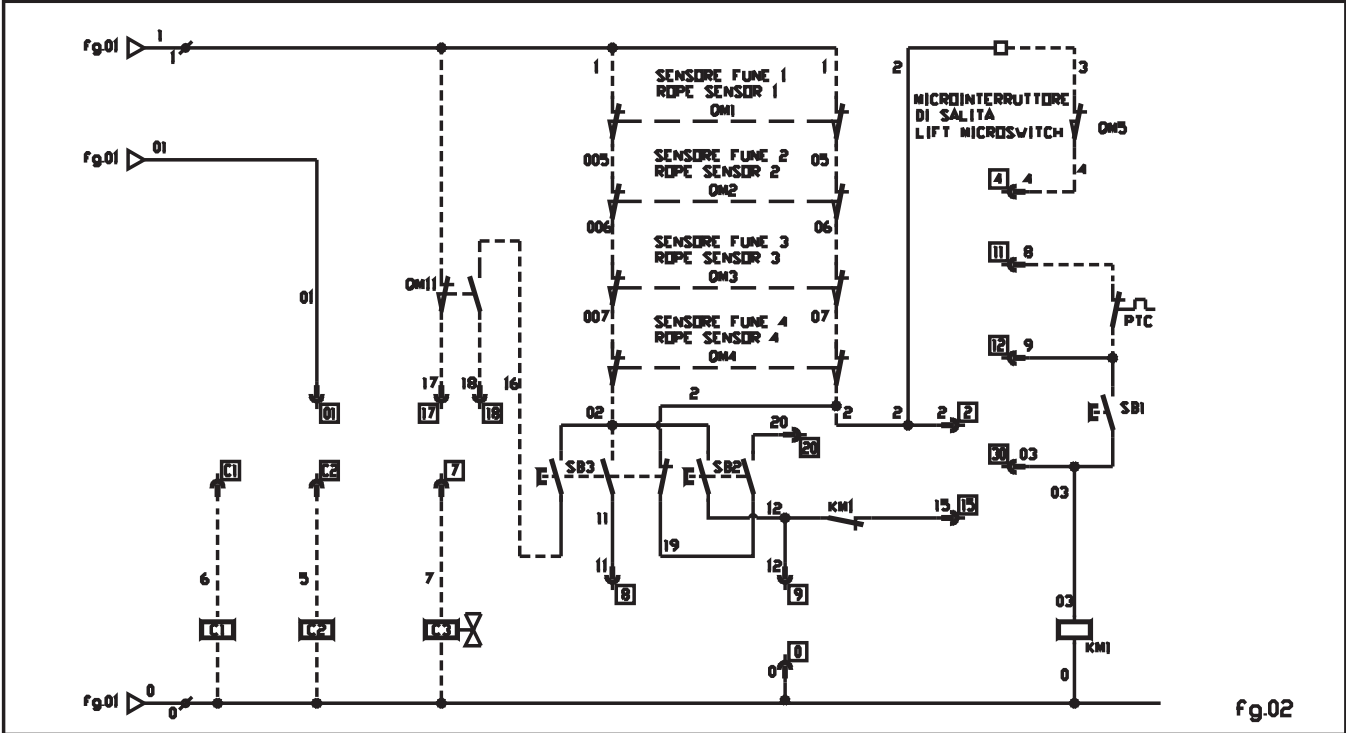 fg.01
1
1
1
SENSORE FUNE 1
ROPE SENSOR 1
QM1
1
2
3
MICROINTERRUTTORE
DI SALITA
LIFT MICROSWITCH
QM5
fg.01
01
005
SENSORE FUNE 2
ROPE SENSOR 2
QM2
05
4
4
4
006
SENSORE FUNE 3
ROPE SENSOR 3
QM3
06
11
8
QM11
01
007
SENSORE FUNE 4
ROPE SENSOR 4
QM4
07
PTC
12
9
17
18
16
2
01
17
18
02
2
2
2
2
20
20
SB1
C1
C2
7
SB3
SB2
30
03
03
11
12
KM1
15
15
19
6
5
7
11
8
12
9
03
C1
C2
C3
KM1
0
0
0
fg.01
0
0
fg.02